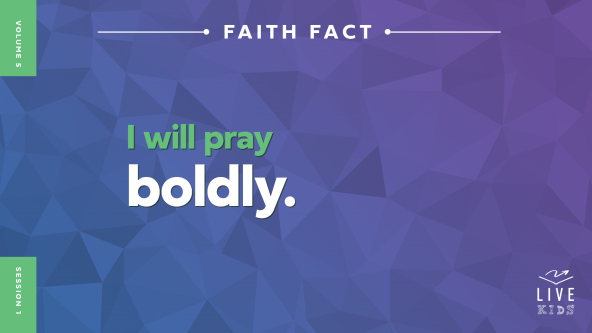 VOLUME 5
FAITH FACT
I will pray
boldly.
SESSION 1
LIVE
KIDS